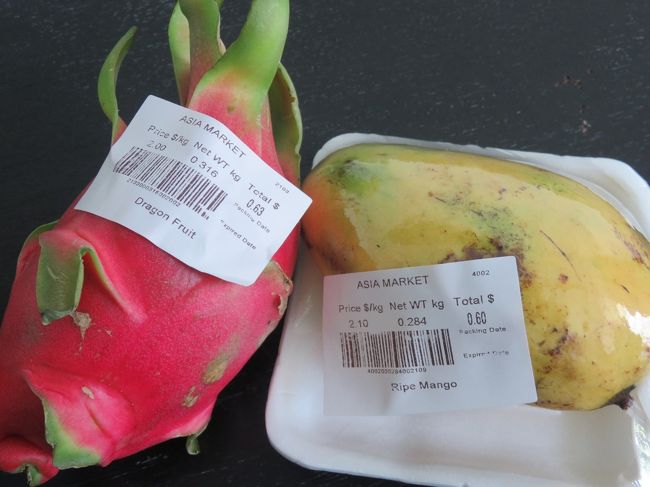 ASIA MARKET
2103
Price $/kg Net WT kg Total $
2.00 0.316 0.63
Packing Date
Expired Date
Dragon Fruit
ASIA MARKET 4002
Price $/kg Net WT kg Total $
2.10 0.284 0.60
Packing Date
Expired Date
4002000284002109
Ripe Mango